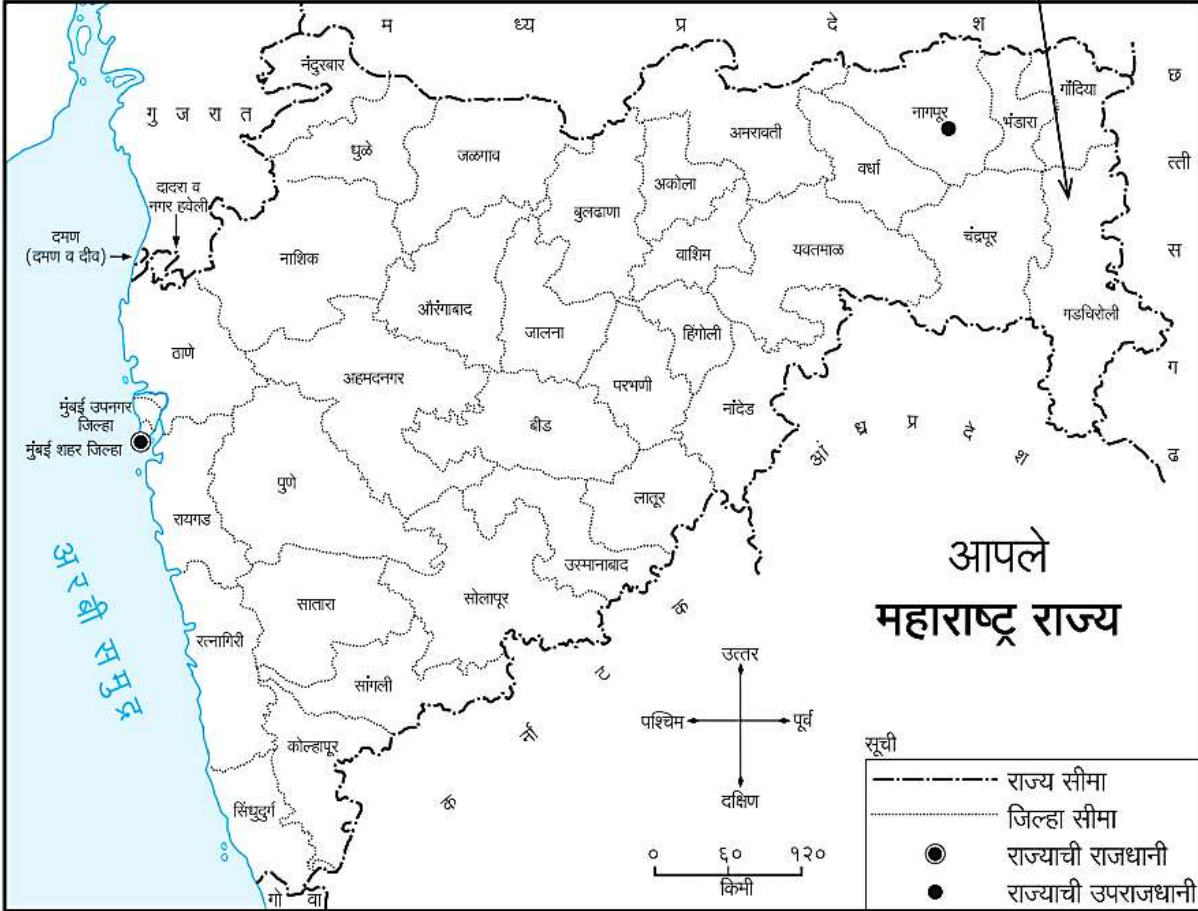 म ध्य प्र दे श
छ त्ती स ग ढ
गु ज रा त
नंदुरबार
गोंदिया
नागपूर
भंडारा
अमरावती
धुळे
जळगाव
वर्धा
अकोला
दादरा व
नगर हवेली
बुलढाणा
चंद्रपूर
दमण
(दमण व दीव)
नाशिक
वाशिम
यवतमाळ
औरंगाबाद
जालना
हिंगोली
गडचिरोली
ठाणे
अहमदनगर
परभणी
नांदेड
मुंबई उपनगर
जिल्हा
मुंबई शहर जिल्हा
बीड
आं ध्र प्र दे श
पुणे
लातूर
रायगड
उस्मानाबाद
अरबी समुद्र
सातारा
सोलापूर
रत्नागिरी
सांगली
कोल्हापूर
सिंधुदुर्ग
क र्ना ट क
गो वा
आपले
महाराष्ट्र राज्य
उत्तर
पश्चिम
पूर्व
दक्षिण
० ६० १२०
किमी
सूची
राज्य सीमा
जिल्हा सीमा
राज्याची राजधानी
राज्याची उपराजधानी